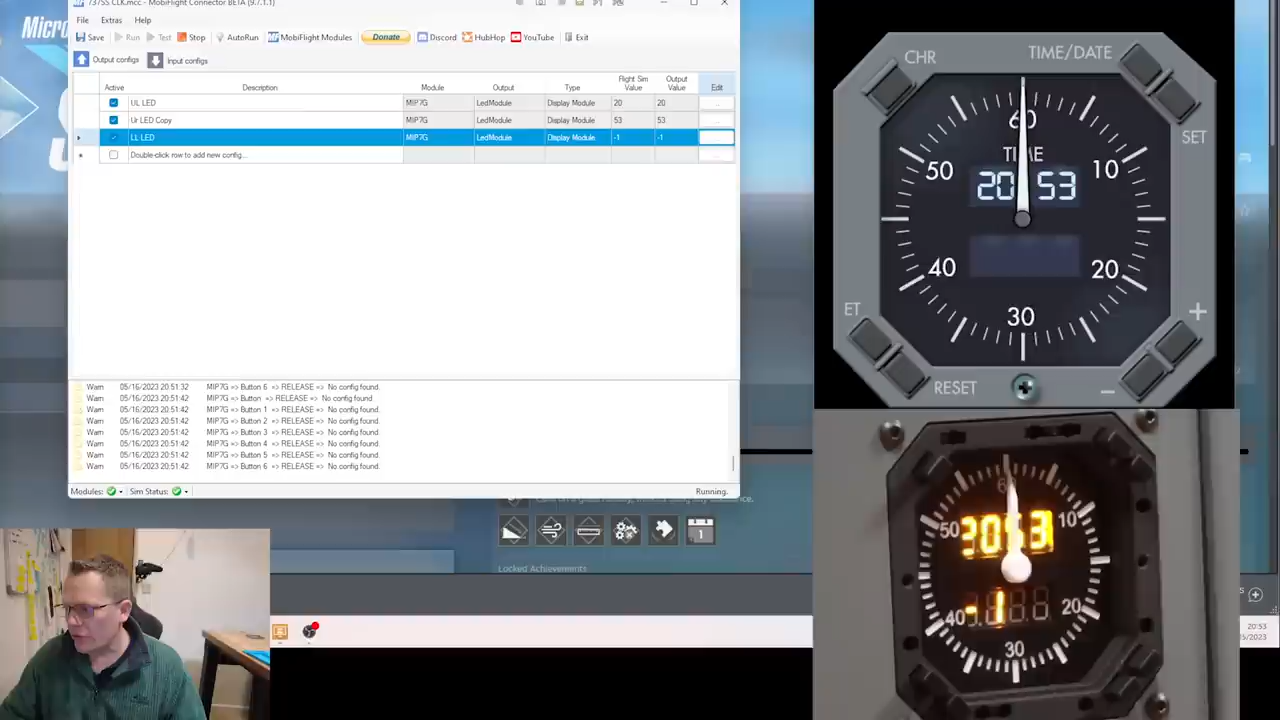 737SS CLK.mcc - MobiFlight Connector BETA (9.7.1.1)
File Extras Help
Save Run Test Stop AutoRun MobiFlight Modules Donate Discord HubHop YouTube Exit
Output configs Input configs
Active Description Module Output Type Flight Sim Value Output Value Edit
UL LED MIP7G LedModule Display Module 20 20 ...
Ur LED Copy MIP7G LedModule Display Module 53 53 ...
LL LED MIP7G LedModule Display Module -1 -1
Double-click row to add new config...
Warn 05/16/2023 20:51:32 MIP7G => Button 6 => RELEASE => No config found.
Warn 05/16/2023 20:51:42 MIP7G => Button => RELEASE => No config found
Warn 05/16/2023 20:51:42 MIP7G => Button 1 => RELEASE => No config found.
Warn 05/16/2023 20:51:42 MIP7G => Button 2 => RELEASE => No config found.
Warn 05/16/2023 20:51:42 MIP7G => Button 3 => RELEASE => No config found.
Warn 05/16/2023 20:51:42 MIP7G => Button 4 => RELEASE => No config found.
Warn 05/16/2023 20:51:42 MIP7G => Button 5 => RELEASE => No config found.
Warn 05/16/2023 20:51:42 MIP7G => Button 6 => RELEASE => No config found.
Modules: Sim Status: Running.
Locked Achievements
1
20:53
5/2023
CHR TIME/DATE
SET
60
TIME
50 10
20 53
40 20
30
ET +
RESET −
60
50 10
2053
40 20
-1
30